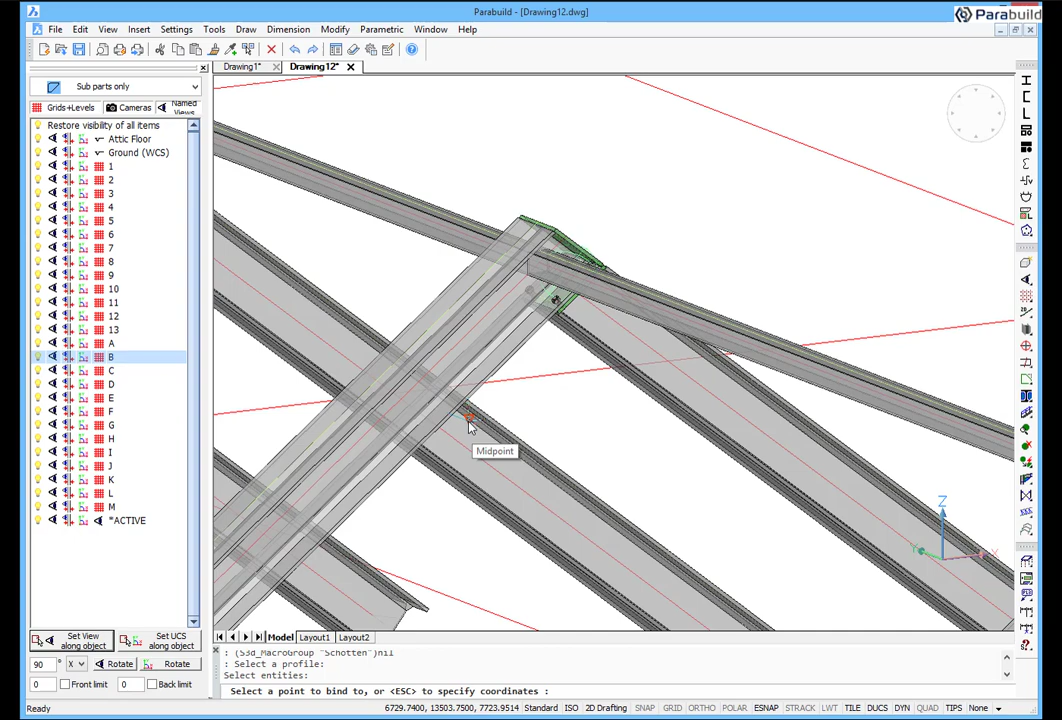 Parabuild - [Drawing12.dwg]
Parabuild
File Edit View Insert Settings Tools Draw Dimension Modify Parametric Window Help
Drawing1* Drawing12*
Sub parts only
Grids+Levels Cameras Named Views
Restore visibility of all items
Attic Floor
Ground (WCS)
1
2
3
4
5
6
7
8
9
10
11
12
13
A
B
C
D
E
F
G
H
I
J
K
L
M
*ACTIVE
Midpoint
Z
Y X
Set View along object Set UCS along object
90 ° X Rotate Rotate
0 Front limit 0 Back limit
Model Layout1 Layout2
: (S3d_MacroGroup "Schotten")nil
: Select a profile:
Select entities:
Select a point to bind to, or <ESC> to specify coordinates :
Ready 6729.7400, 13503.7500, 7723.9514 Standard ISO 2D Drafting SNAP GRID ORTHO POLAR ESNAP STRACK LWT TILE DUCS DYN QUAD TIPS None